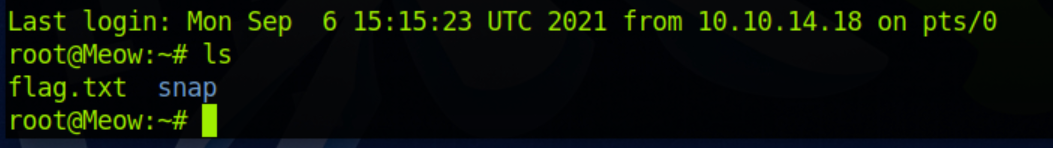 Last login: Mon Sep  6 15:15:23 UTC 2021 from 10.10.14.18 on pts/0
root@Meow:~# ls
flag.txt  snap
root@Meow:~#